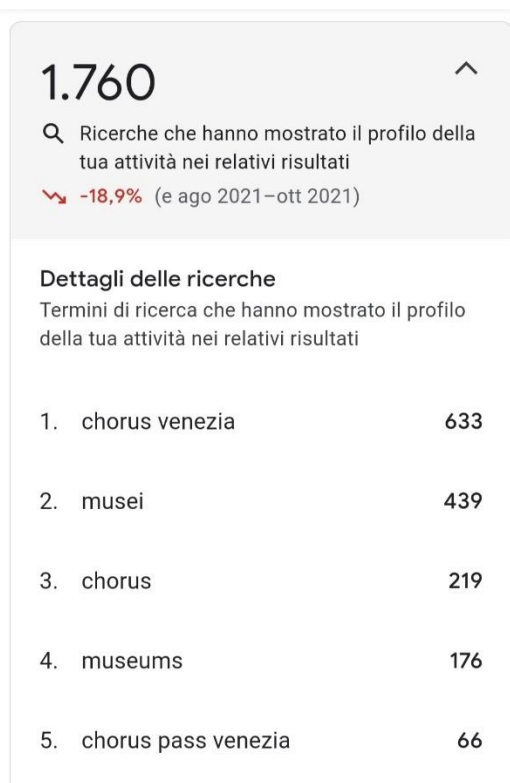 1.760
Ricerche che hanno mostrato il profilo della
tua attività nei relativi risultati
-18,9% (e ago 2021–ott 2021)
Dettagli delle ricerche
Termini di ricerca che hanno mostrato il profilo
della tua attività nei relativi risultati
1. chorus venezia 633
2. musei 439
3. chorus 219
4. museums 176
5. chorus pass venezia 66